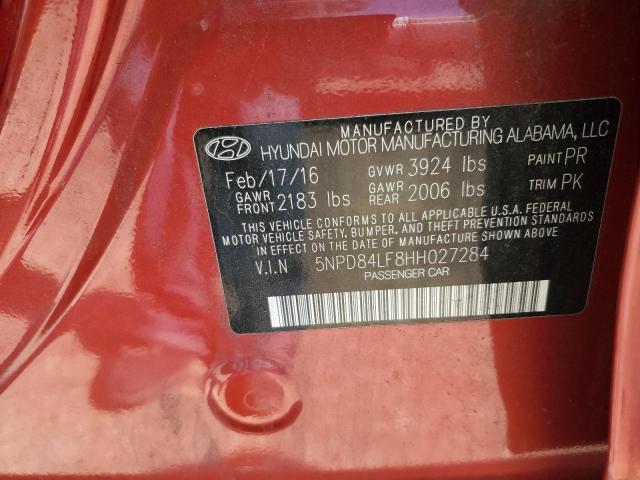 MANUFACTURED BY
HYUNDAI MOTOR MANUFACTURING ALABAMA, LLC
Feb/17/16 GVWR 3924 lbs PAINT PR
GAWR FRONT 2183 lbs GAWR REAR 2006 lbs TRIM PK
THIS VEHICLE CONFORMS TO ALL APPLICABLE U.S.A. FEDERAL
MOTOR VEHICLE SAFETY, BUMPER, AND THEFT PREVENTION STANDARDS
IN EFFECT ON THE DATE OF MANUFACTURE SHOWN ABOVE.
V.I.N 5NPD84LF8HH027284
PASSENGER CAR